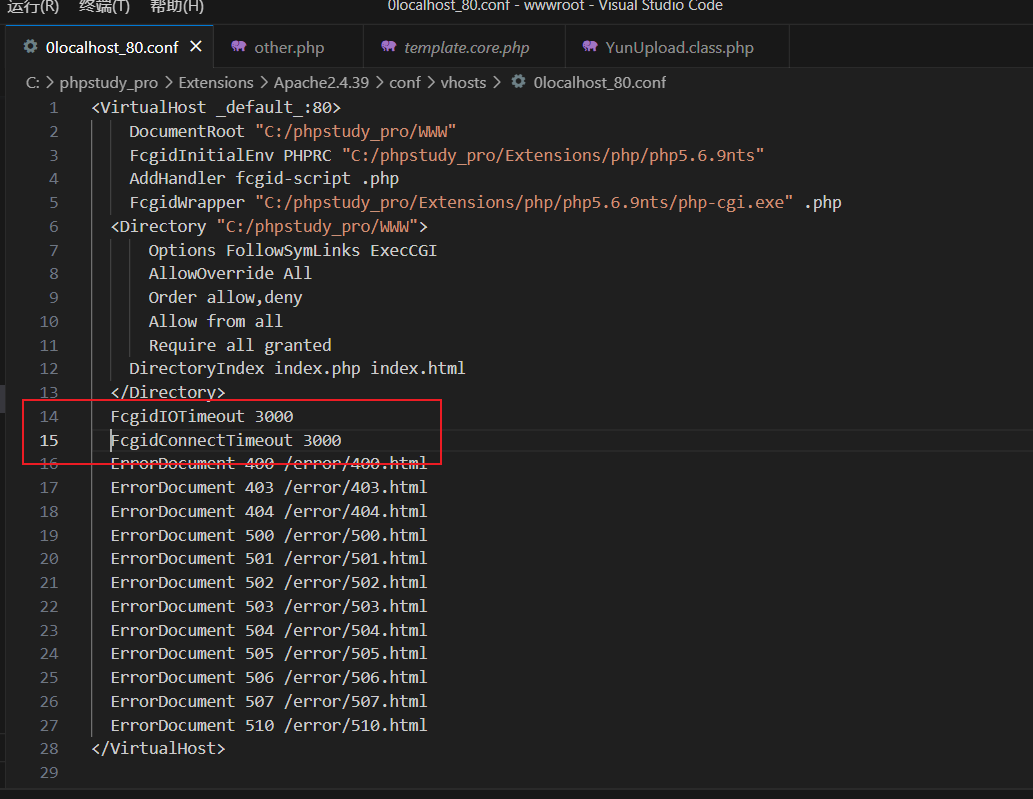 运行(R) 终端(T) 帮助(H) 0localhost_80.conf - wwwroot - Visual Studio Code
0localhost_80.conf × other.php template.core.php YunUpload.class.php
C: > phpstudy_pro > Extensions > Apache2.4.39 > conf > vhosts > 0localhost_80.conf
1 <VirtualHost _default_:80>
2 DocumentRoot "C:/phpstudy_pro/WWW"
3 FcgidInitialEnv PHPRC "C:/phpstudy_pro/Extensions/php/php5.6.9nts"
4 AddHandler fcgid-script .php
5 FcgidWrapper "C:/phpstudy_pro/Extensions/php/php5.6.9nts/php-cgi.exe" .php
6 <Directory "C:/phpstudy_pro/WWW">
7 Options FollowSymLinks ExecCGI
8 AllowOverride All
9 Order allow,deny
10 Allow from all
11 Require all granted
12 DirectoryIndex index.php index.html
13 </Directory>
14 FcgidIOTimeout 3000
15 FcgidConnectTimeout 3000
16 ErrorDocument 400 /error/400.html
17 ErrorDocument 403 /error/403.html
18 ErrorDocument 404 /error/404.html
19 ErrorDocument 500 /error/500.html
20 ErrorDocument 501 /error/501.html
21 ErrorDocument 502 /error/502.html
22 ErrorDocument 503 /error/503.html
23 ErrorDocument 504 /error/504.html
24 ErrorDocument 505 /error/505.html
25 ErrorDocument 506 /error/506.html
26 ErrorDocument 507 /error/507.html
27 ErrorDocument 510 /error/510.html
28 </VirtualHost>
29